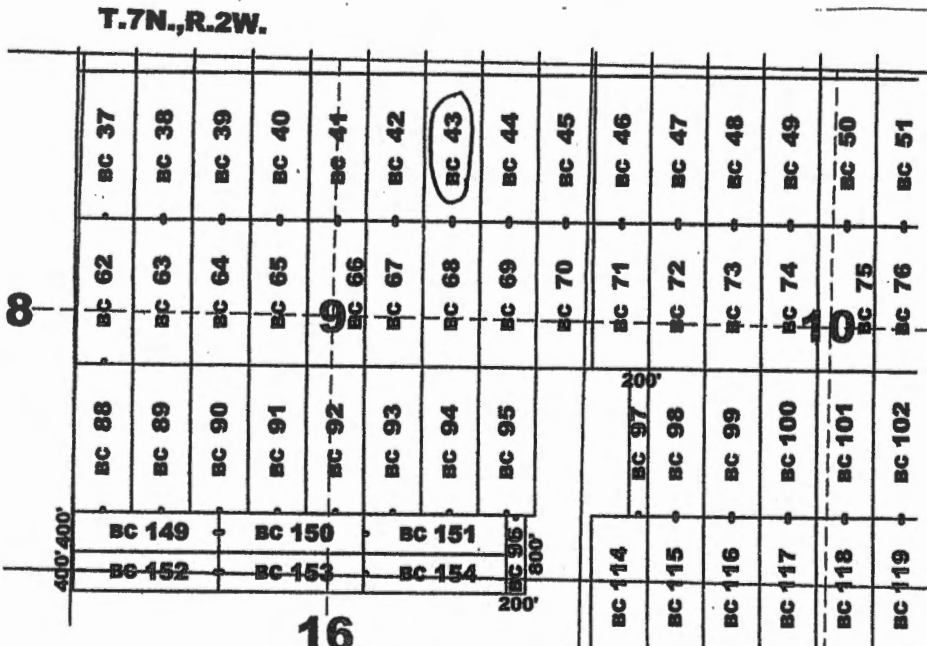 T.7N.,R.2W.
BC 37 BC 38 BC 39 BC 40 BC 41 BC 42 BC 43 BC 44 BC 45 BC 46 BC 47 BC 48 BC 49 BC 50 BC 51
BC 62 BC 63 BC 64 BC 65 BC 66 BC 67 BC 68 BC 69 BC 70 BC 71 BC 72 BC 73 BC 74 BC 75 BC 76
8 9 10
200'
BC 88 BC 89 BC 90 BC 91 BC 92 BC 93 BC 94 BC 95 BC 97 BC 98 BC 99 BC 100 BC 101 BC 102
400' BC 149 BC 150 BC 151 BC 96 800'
400' BC 152 BC 153 BC 154 BC 114 BC 115 BC 116 BC 117 BC 118 BC 119
200'
16